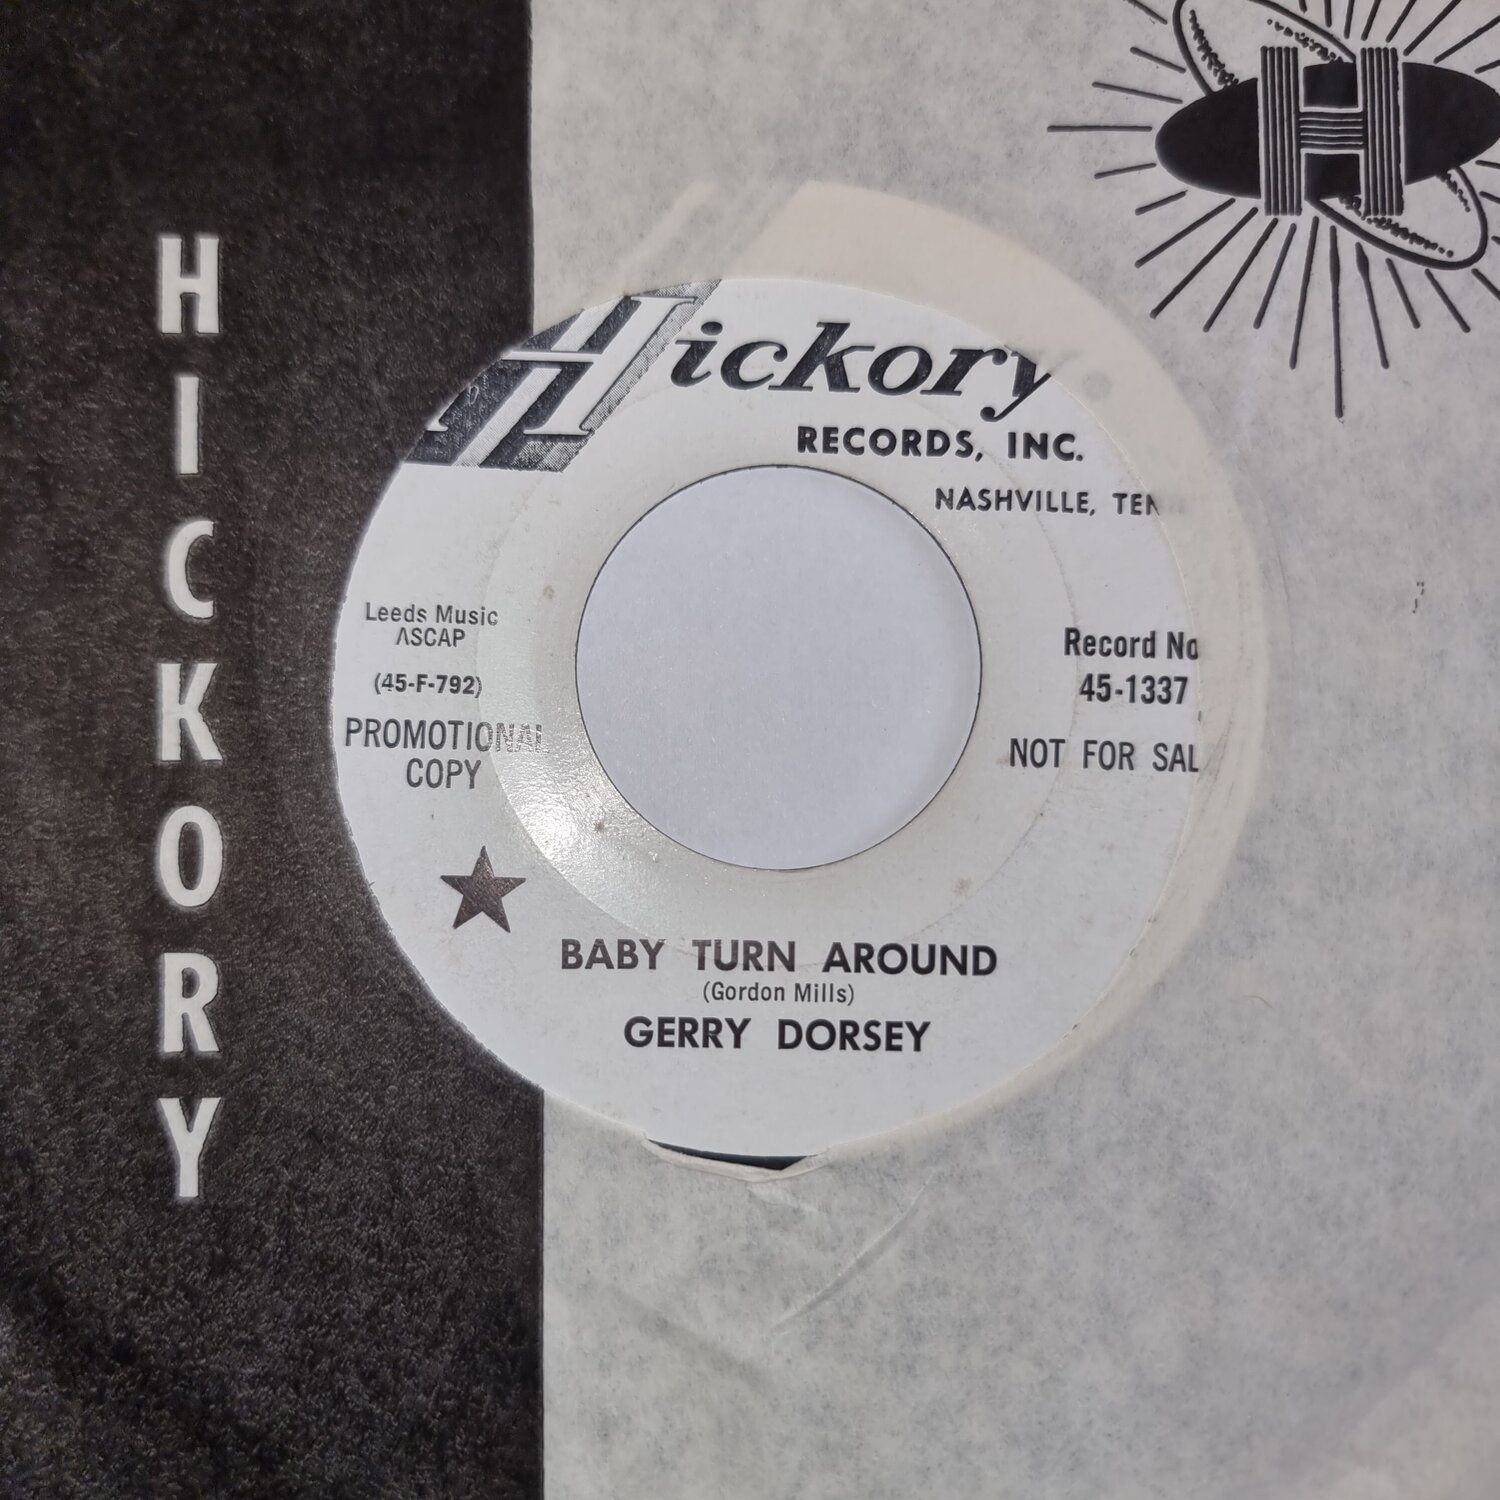 HICKORY
H
Hickory
RECORDS, INC.
NASHVILLE,
Leeds Music
ASCAP
(45-F-792)
PROMOTIONAL
COPY
Record No
45-1337
NOT FOR SAL
BABY TURN AROUND
(Gordon Mills)
GERRY DORSEY